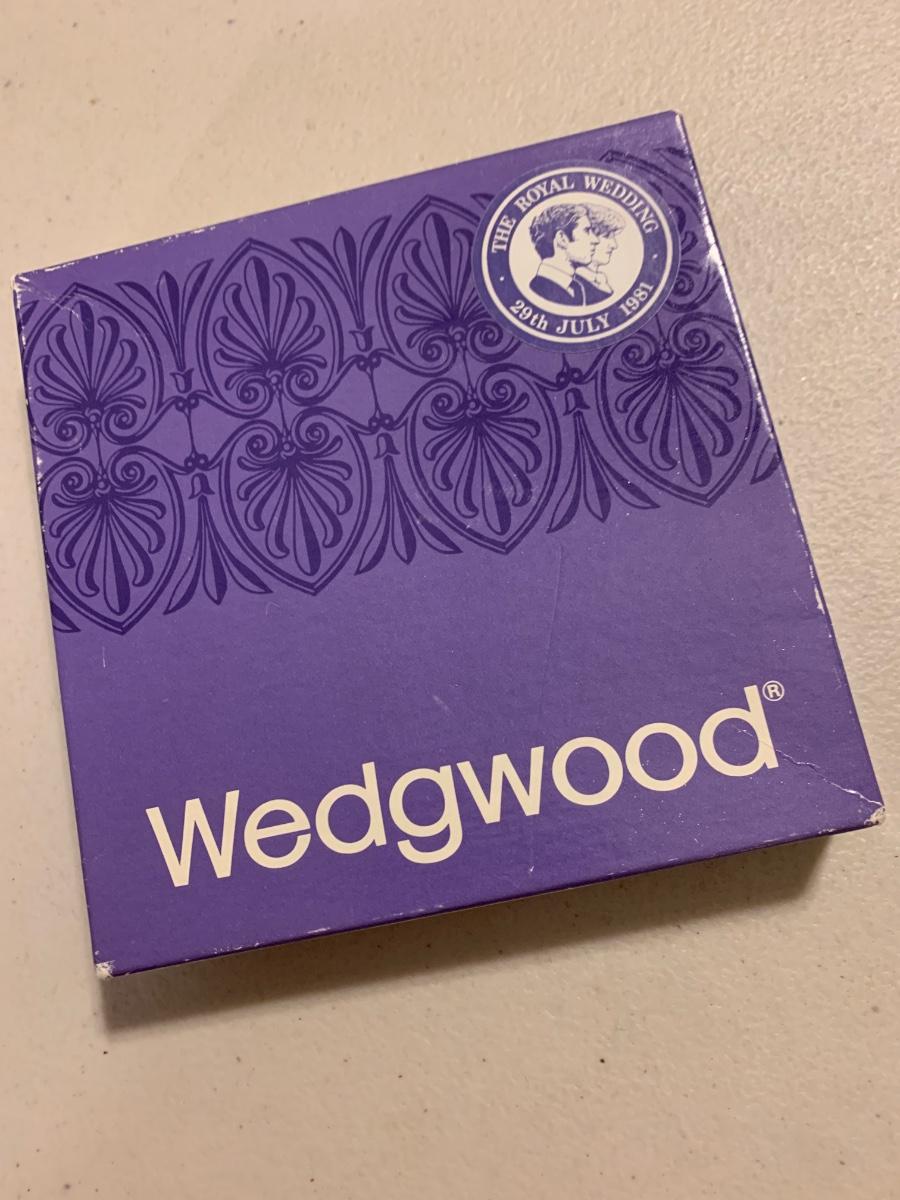 · THE ROYAL WEDDING ·
29th JULY 1981
Wedgwood®